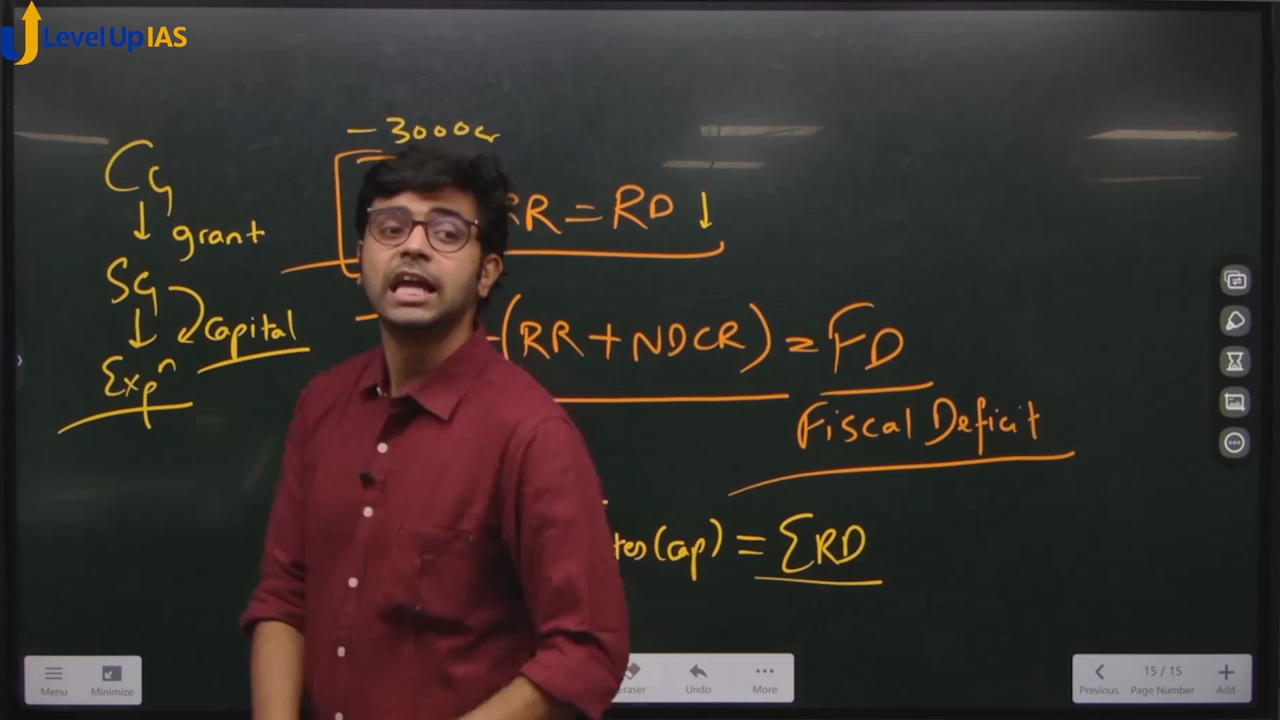 Level Up IAS
CG
grant
SG
capital
Expn
- 3000cr
RR = RD ↓
-(RR + NDCR) = FD
Fiscal Deficit
tes (cap) = ΣRD
Menu
Minimize
Eraser
Undo
More
Previous
15 / 15
Page Number
Add